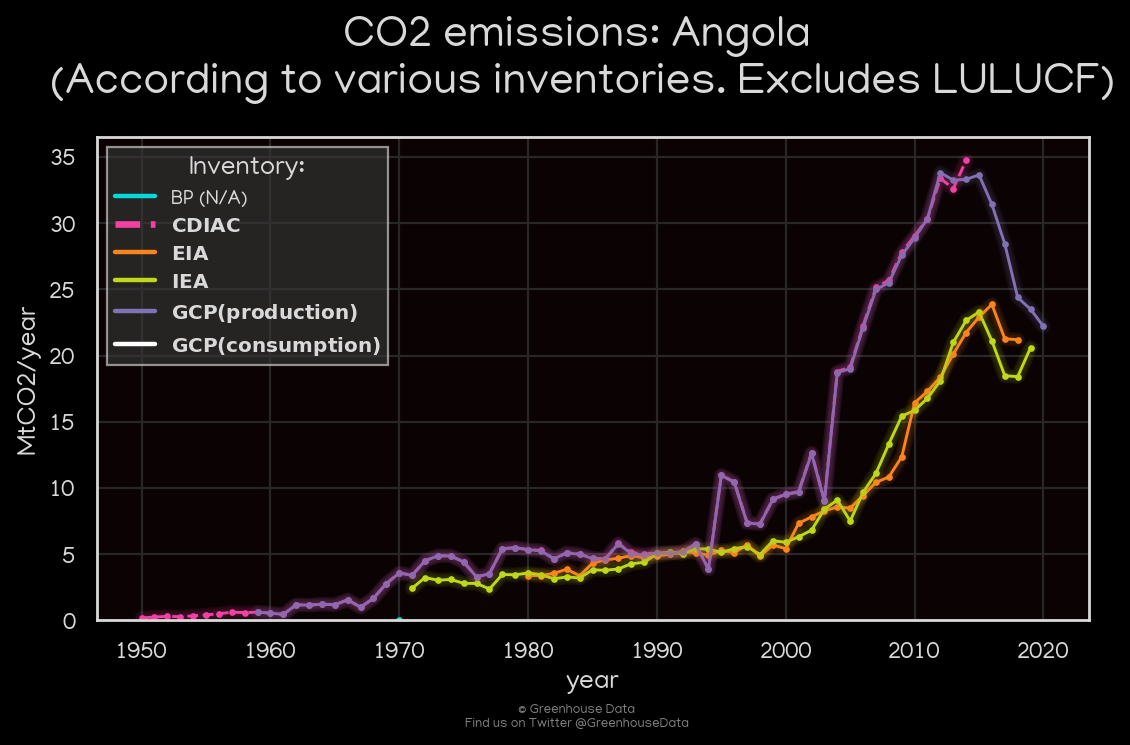 CO2 emissions: Angola
(According to various inventories. Excludes LULUCF)
Inventory:
BP (N/A)
CDIAC
EIA
IEA
GCP(production)
GCP(consumption)
MtCO2/year
35
30
25
20
15
10
5
0
1950 1960 1970 1980 1990 2000 2010 2020
year
© Greenhouse Data
Find us on Twitter @GreenhouseData